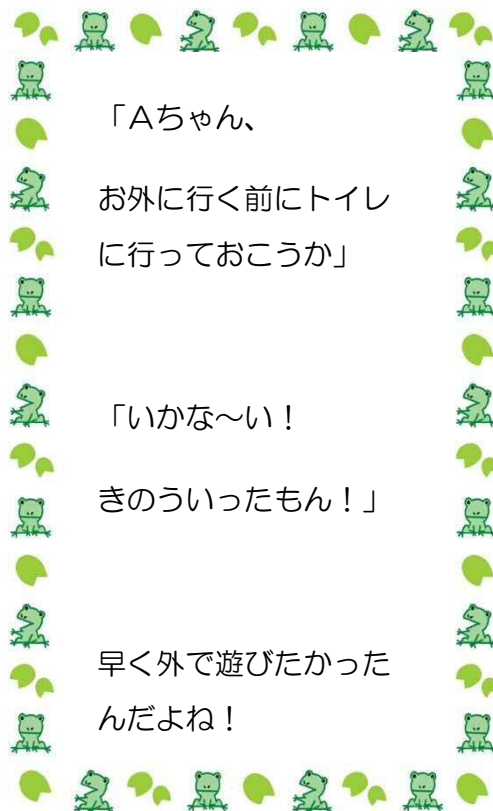 「Aちゃん、
お外に行く前にトイレ
に行っておこうか」
「いかな～い！
きのういったもん！」
早く外で遊びたかった
んだよね！